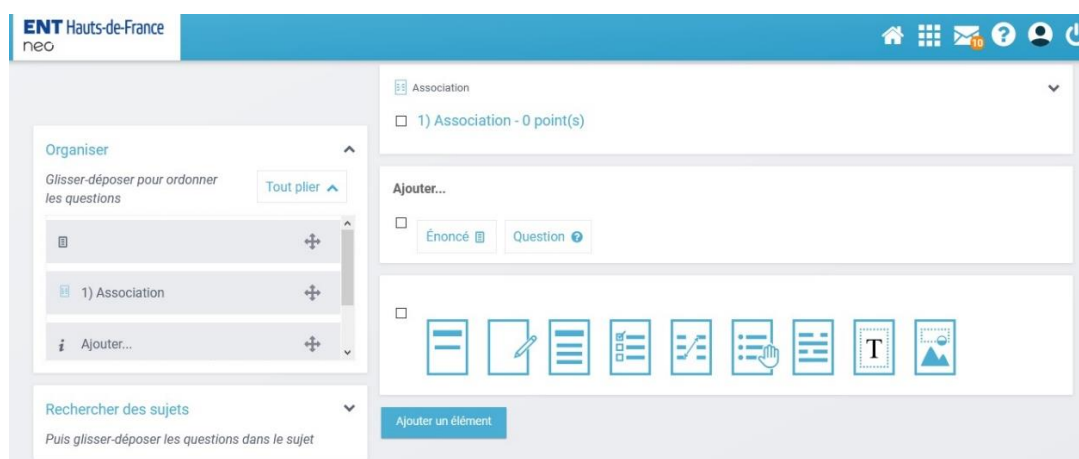 ENT Hauts-de-France
neo
10
Association
1) Association - 0 point(s)
Organiser
Glisser-déposer pour ordonner
les questions
Tout plier
1) Association
Ajouter...
Ajouter...
Énoncé
Question
T
Ajouter un élément
Rechercher des sujets
Puis glisser-déposer les questions dans le sujet